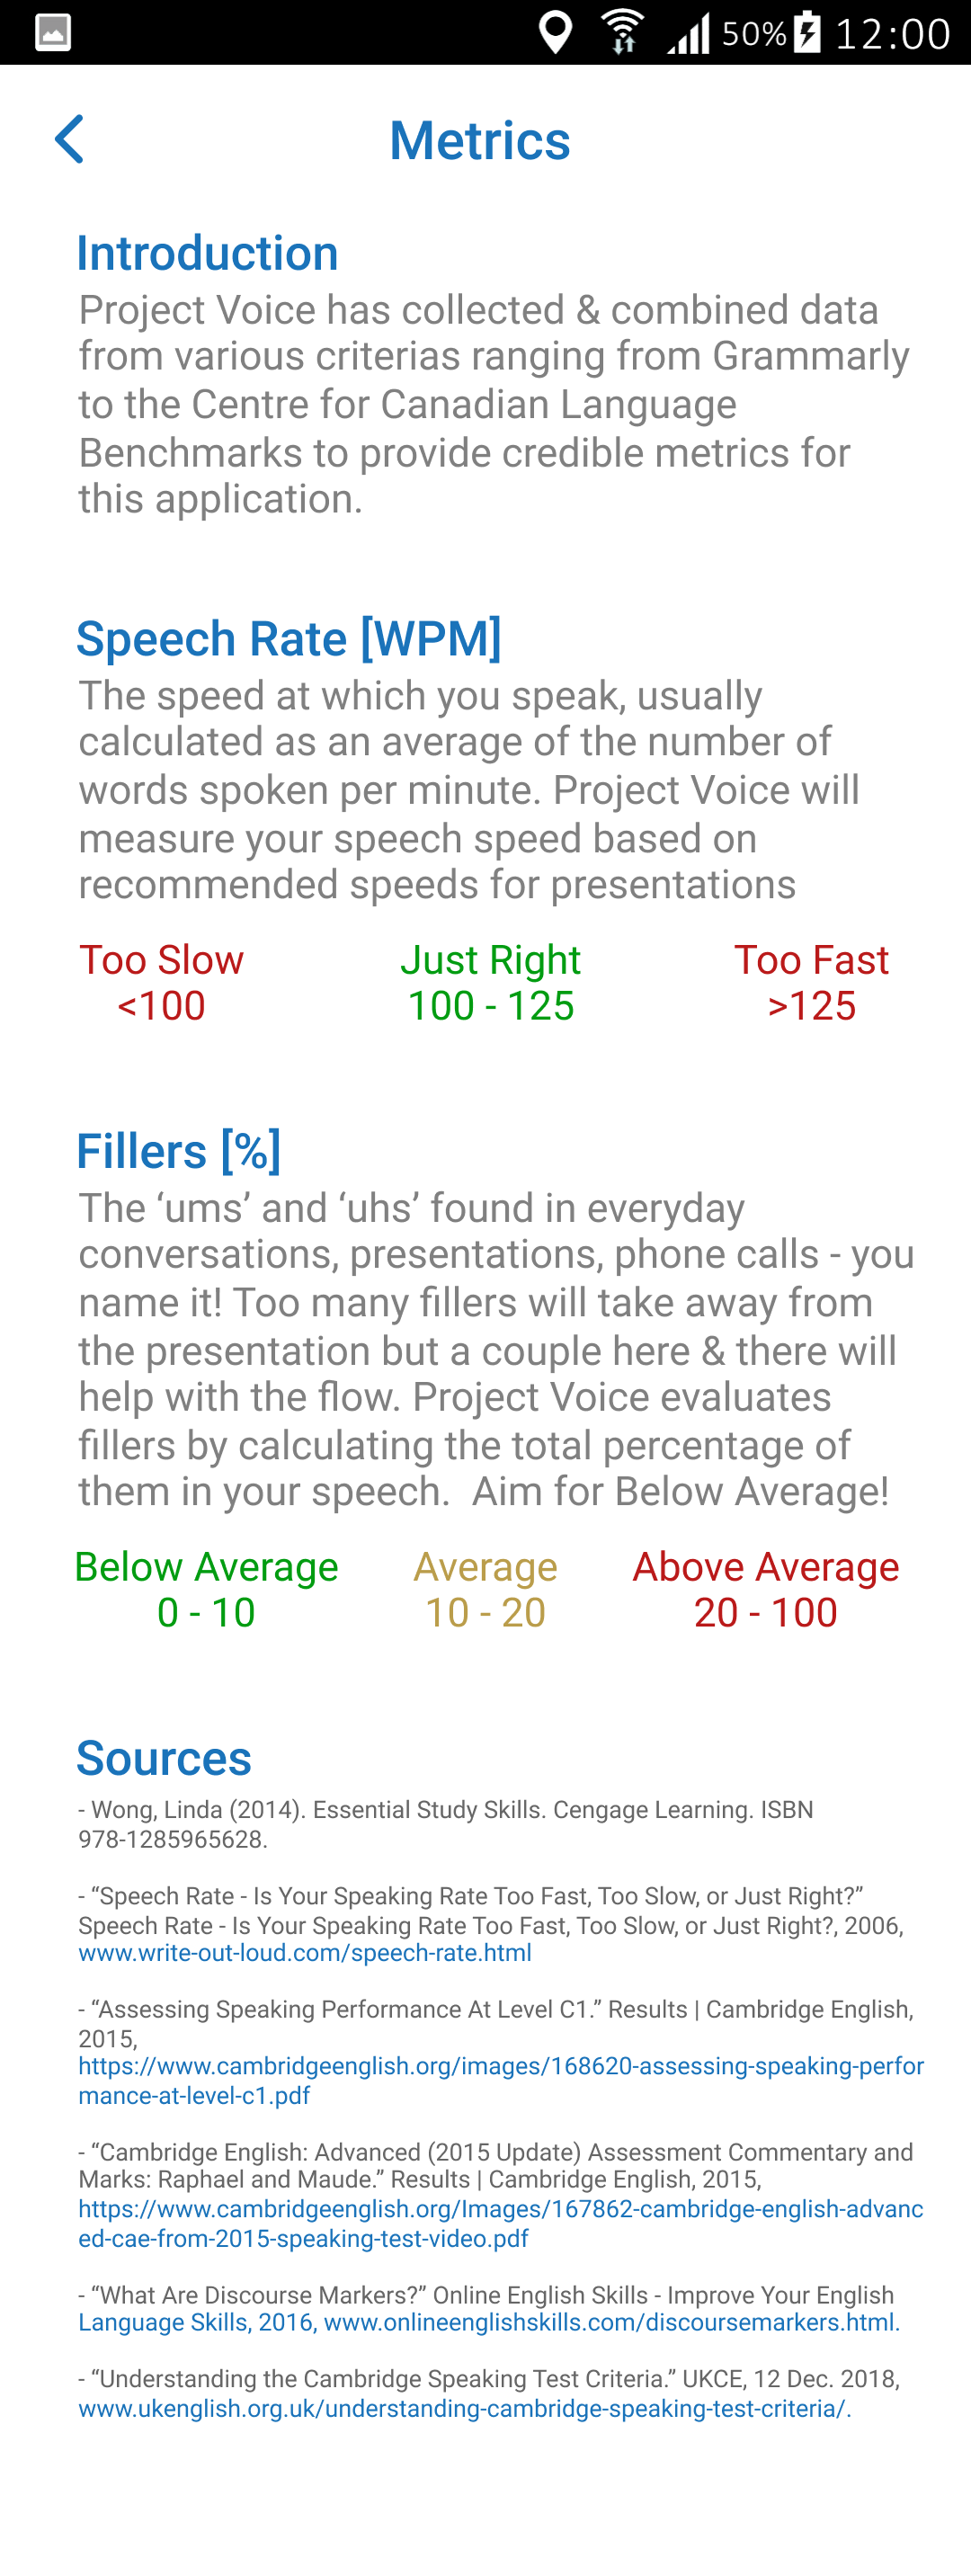 50% 12:00
Metrics
Introduction
Project Voice has collected & combined data
from various criterias ranging from Grammarly
to the Centre for Canadian Language
Benchmarks to provide credible metrics for
this application.
Speech Rate [WPM]
The speed at which you speak, usually
calculated as an average of the number of
words spoken per minute. Project Voice will
measure your speech speed based on
recommended speeds for presentations
Too Slow Just Right Too Fast
<100 100 - 125 >125
Fillers [%]
The ‘ums’ and ‘uhs’ found in everyday
conversations, presentations, phone calls - you
name it! Too many fillers will take away from
the presentation but a couple here & there will
help with the flow. Project Voice evaluates
fillers by calculating the total percentage of
them in your speech.  Aim for Below Average!
Below Average Average Above Average
0 - 10 10 - 20 20 - 100
Sources
- Wong, Linda (2014). Essential Study Skills. Cengage Learning. ISBN
978-1285965628.
- “Speech Rate - Is Your Speaking Rate Too Fast, Too Slow, or Just Right?”
Speech Rate - Is Your Speaking Rate Too Fast, Too Slow, or Just Right?, 2006,
www.write-out-loud.com/speech-rate.html
- “Assessing Speaking Performance At Level C1.” Results | Cambridge English,
2015,
https://www.cambridgeenglish.org/images/168620-assessing-speaking-perfor
mance-at-level-c1.pdf
- “Cambridge English: Advanced (2015 Update) Assessment Commentary and
Marks: Raphael and Maude.” Results | Cambridge English, 2015,
https://www.cambridgeenglish.org/Images/167862-cambridge-english-advanc
ed-cae-from-2015-speaking-test-video.pdf
- “What Are Discourse Markers?” Online English Skills - Improve Your English
Language Skills, 2016, www.onlineenglishskills.com/discoursemarkers.html.
- “Understanding the Cambridge Speaking Test Criteria.” UKCE, 12 Dec. 2018,
www.ukenglish.org.uk/understanding-cambridge-speaking-test-criteria/.